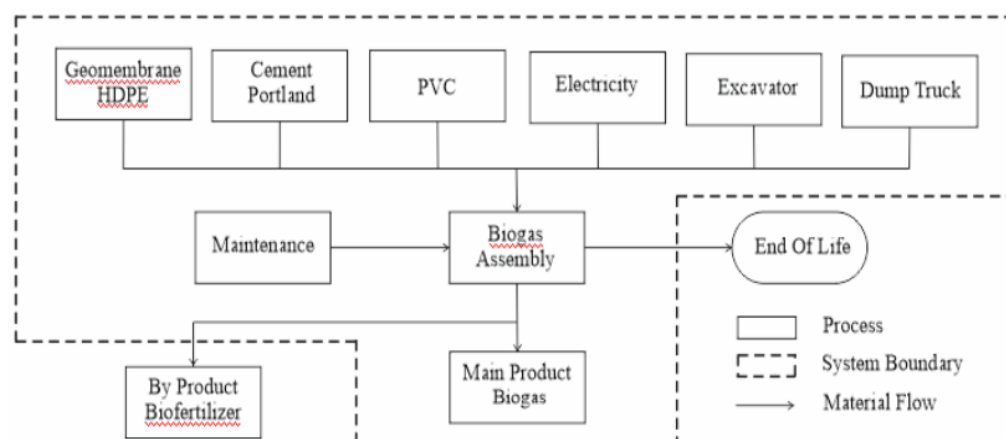 Geomembrane
HDPE
Cement
Portland
PVC
Electricity
Excavator
Dump Truck
Maintenance
Biogas
Assembly
End Of Life
By Product
Biofertilizer
Main Product
Biogas
Process
System Boundary
Material Flow